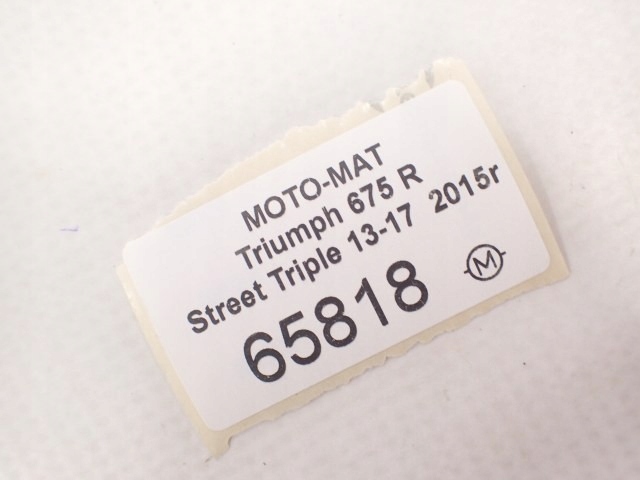 MOTO-MAT
Triumph 675 R
Street Triple 13-17 2015r
65818
M